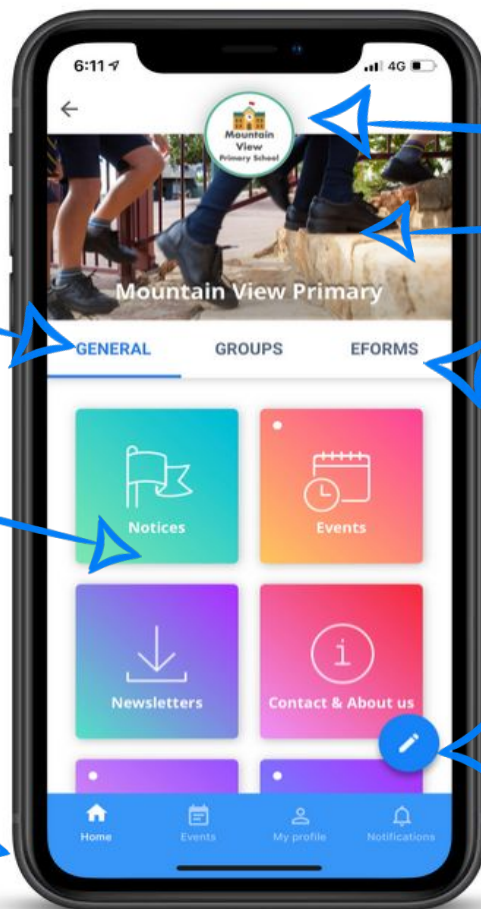 6:11
4G
Mountain
View
Primary School
Mountain View Primary
GENERAL GROUPS EFORMS
Notices Events
i
Newsletters Contact & About us
Home Events My profile Notifications